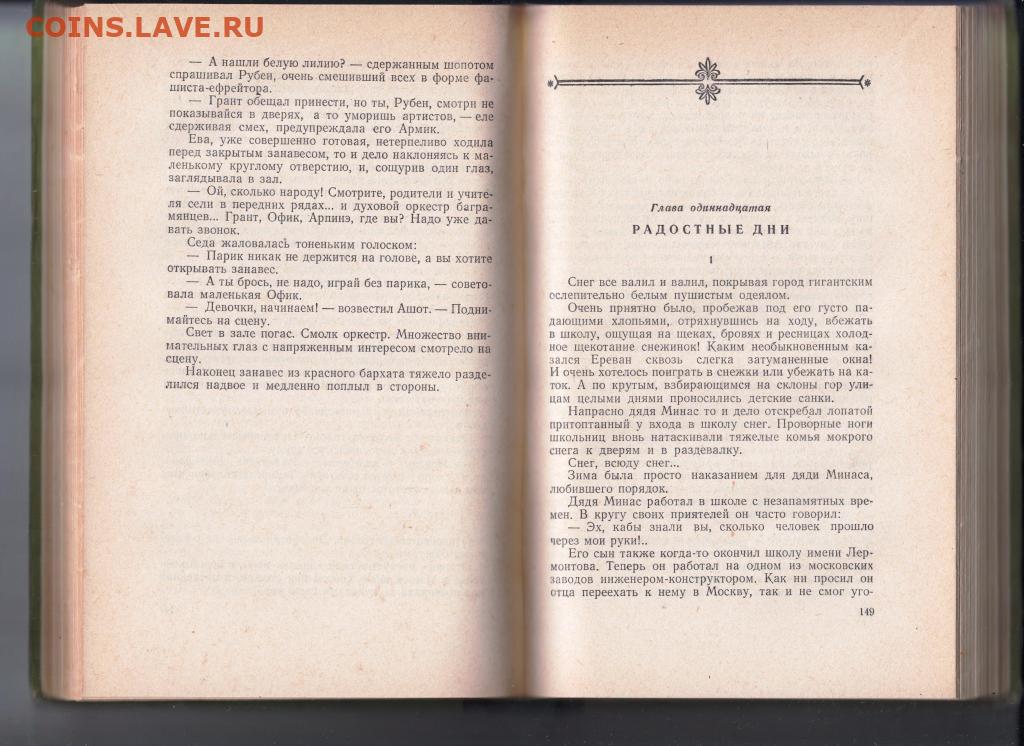 COINS.LAVE.RU
— А нашли белую лилию? — сдержанным шопотом
спрашивал Рубен, очень смешивший всех в форме фа-
шиста-ефрейтора.
— Грант обещал принести, но ты, Рубен, смотри не
показывайся в дверях, а то уморишь артистов, — еле
сдерживая смех, предупреждала его Армик.
Ева, уже совершенно готовая, нетерпеливо ходила
перед закрытым занавесом, то и дело наклоняясь к ма-
ленькому круглому отверстию, и, сощурив один глаз,
заглядывала в зал.
— Ой, сколько народу! Смотрите, родители и учите-
ля сели в передних рядах... и духовой оркестр багра-
мянцев... Грант, Офик, Арпинэ, где вы? Надо уже да-
вать звонок.
Седа жаловалась тоненьким голоском:
— Парик никак не держится на голове, а вы хотите
открывать занавес.
— А ты брось, не надо, играй без парика, — совето-
вала маленькая Офик.
— Девочки, начинаем! — возвестил Ашот. — Подни-
майтесь на сцену.
Свет в зале погас. Смолк оркестр. Множество вни-
мательных глаз с напряженным интересом смотрело на
сцену.
Наконец занавес из красного бархата тяжело разде-
лился надвое и медленно поплыл в стороны.
Глава одиннадцатая
РАДОСТНЫЕ ДНИ
1
Снег все валил и валил, покрывая город гигантским
ослепительно белым пушистым одеялом.
Очень приятно было, пробежав под его густо па-
дающими хлопьями, отряхнувшись на ходу, вбежать
в школу, ощущая на щеках, бровях и ресницах холод-
ное щекотание снежинок! Каким необыкновенным ка-
зался Ереван сквозь слегка затуманенные окна!
И очень хотелось поиграть в снежки или убежать на ка-
ток. А по крутым, взбирающимся на склоны гор ули-
цам целыми днями проносились детские санки.
Напрасно дядя Минас то и дело отскребал лопатой
притоптанный у входа в школу снег. Проворные ноги
школьниц вновь натаскивали тяжелые комья мокрого
снега к дверям и в раздевалку.
Снег, всюду снег...
Зима была просто наказанием для дяди Минаса,
любившего порядок.
Дядя Минас работал в школе с незапамятных вре-
мен. В кругу своих приятелей он часто говорил:
— Эх, кабы знали вы, сколько человек прошло
через мои руки!..
Его сын также когда-то окончил школу имени Лер-
монтова. Теперь он работал на одном из московских
заводов инженером-конструктором. Как ни просил он
отца переехать к нему в Москву, так и не смог уго-
149